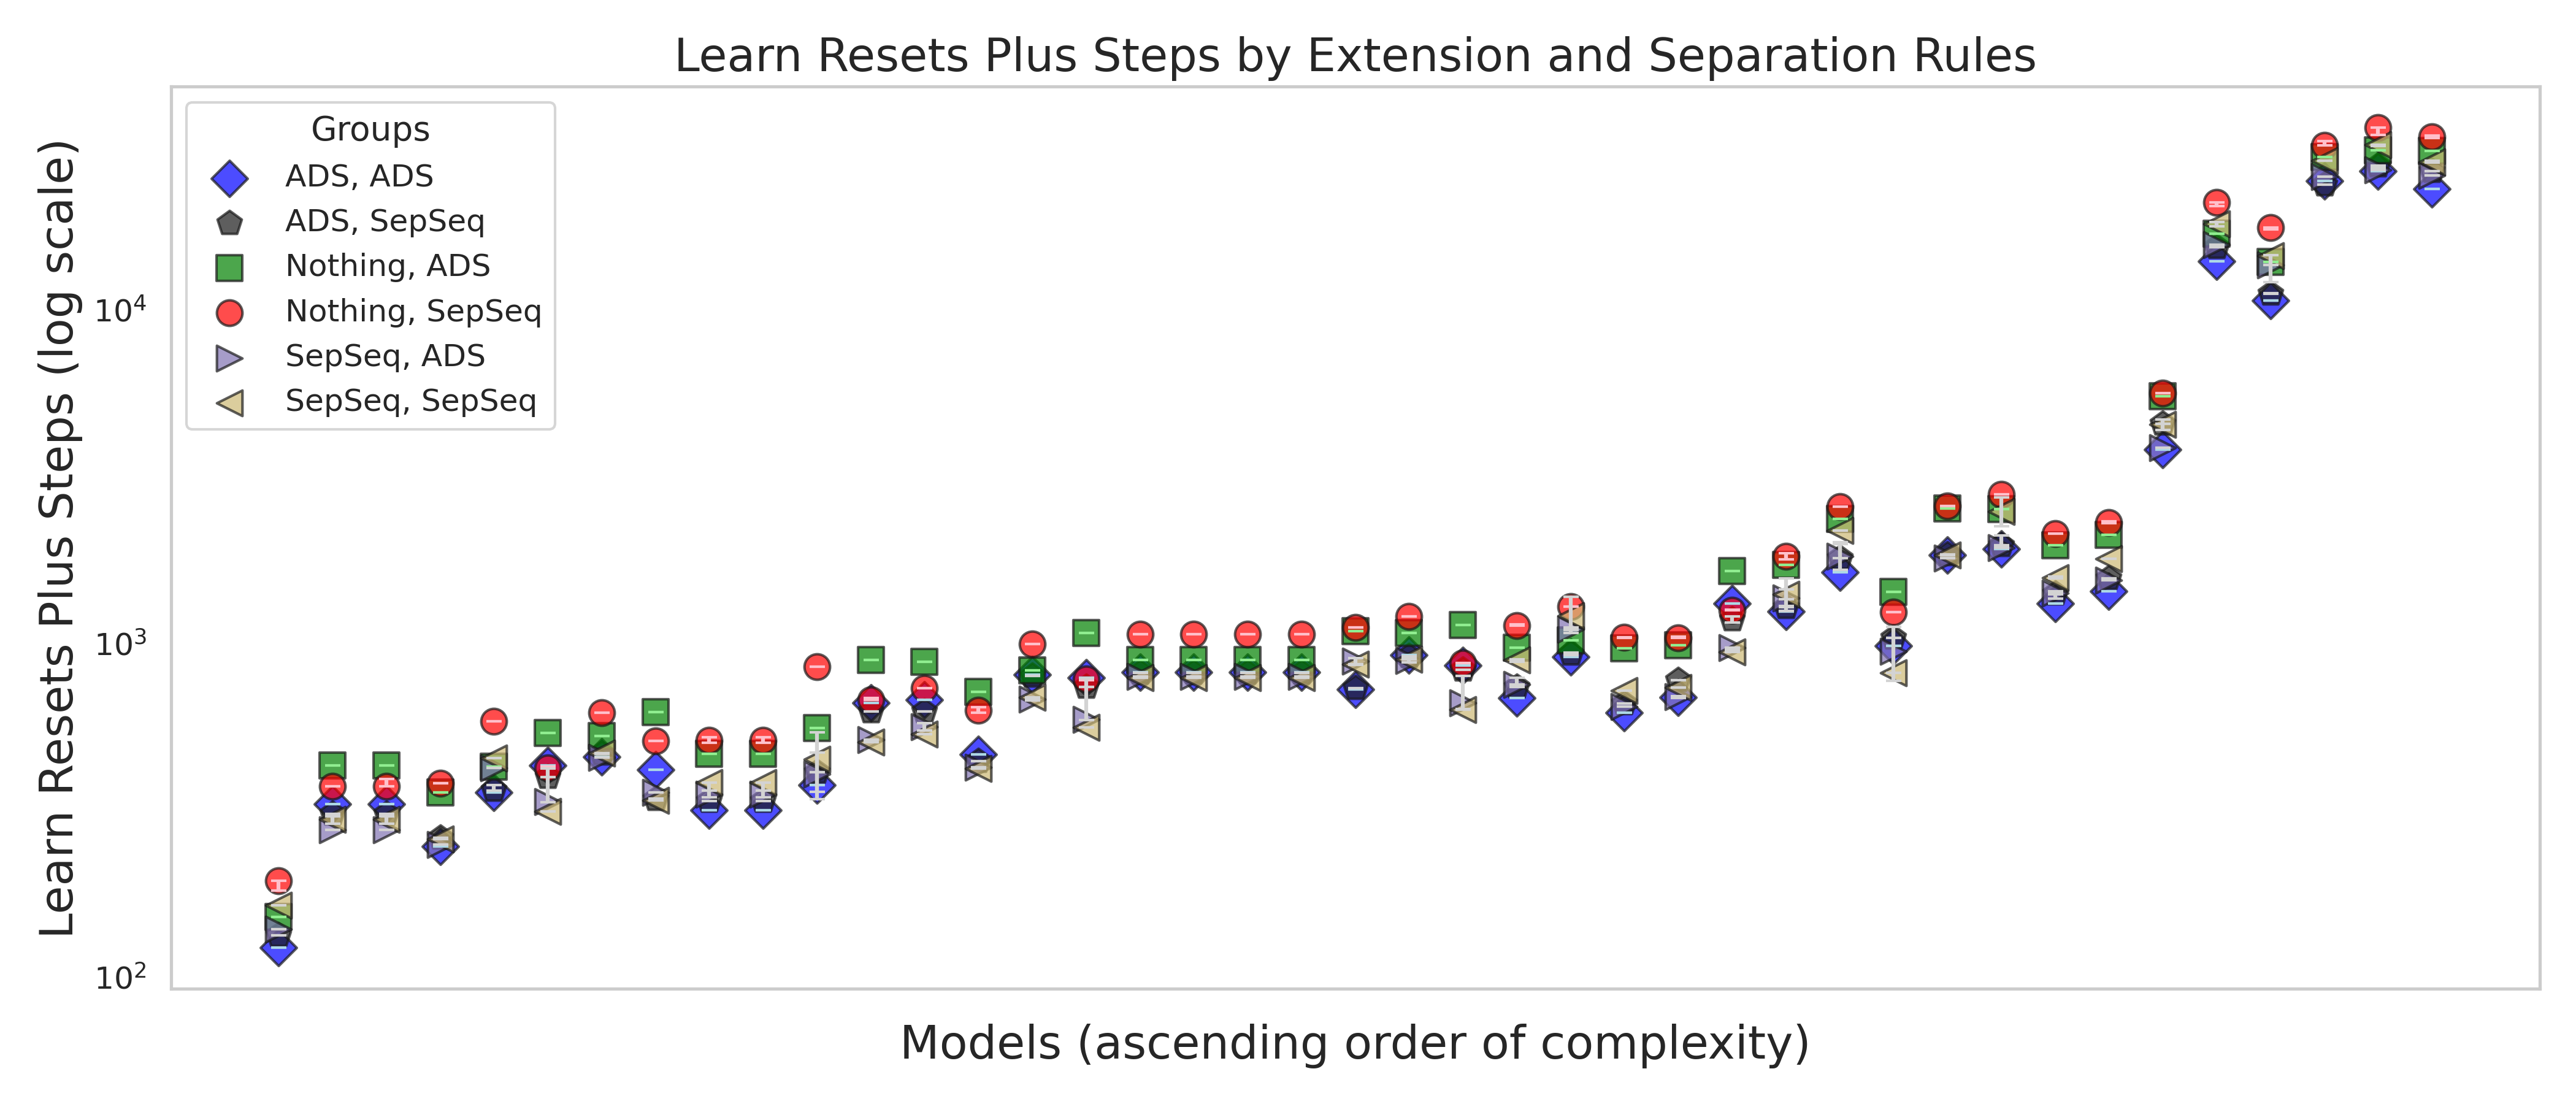 Learn Resets Plus Steps by Extension and Separation Rules
Learn Resets Plus Steps (log scale)
10⁴
10³
10²
Groups
ADS, ADS
ADS, SepSeq
Nothing, ADS
Nothing, SepSeq
SepSeq, ADS
SepSeq, SepSeq
Models (ascending order of complexity)